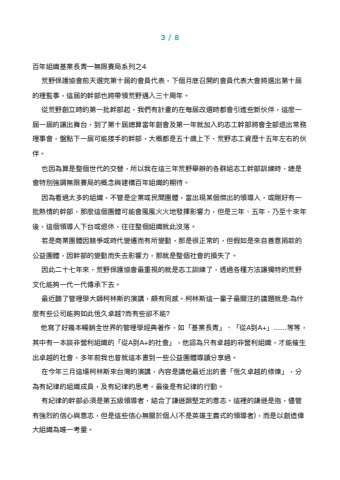 3 / 8
百年組織基業長青—無限賽局系列之4
荒野保護協會前天選完第十屆的會員代表，下個月底召開的會員代表大會將選出第十屆
的理監事，這屆的幹部也將帶領荒野邁入三十周年。
從荒野創立時的第一批幹部起，我們有計畫的在每屆改選時都會引進些新伙伴，這麼一
屆一屆的讓出舞台，到了第十屆總算當年創會及第一年就加入的志工幹部將會全部退出常務
理事會，盤點下一屆可能接手的幹部，大概都是五十歲上下，荒野志工資歷十五年左右的伙
伴。
也因為算是整個世代的交替，所以我在這三年荒野舉辦的各群組志工幹部訓練時，總是
會特別強調無限賽局的概念與建構百年組織的期待。
因為看過太多的組織，不管是企業或民間團體，當出現某個傑出的領導人，或剛好有一
批熱情的幹部，那麼這個團體可能會風風火火地發揮影響力，但是三年、五年，乃至十來年
後，這個領導人下台或退休，往往整個組織就此沒落。
若是商業團體因競爭或時代變遷而有所變動，那是很正常的，但假如是來自善意捐款的
公益團體，因幹部的變動而失去影響力，那就是整個社會的損失了。
因此二十七年來，荒野保護協會最重視的就是志工訓練了，透過各種方法讓獨特的荒野
文化能夠一代一代傳承下去。
最近聽了管理學大師柯林斯的演講，頗有同感。柯林斯這一輩子最關注的議題就是:為什
麼有些公司能夠如此恆久卓越?而有些卻不能?
他寫了好幾本暢銷全世界的管理學經典著作，如「基業長青」、「從A到A+」……等等，
其中有一本談非營利組織的「從A到A+的社會」，他認為只有卓越的非營利組織，才能催生
出卓越的社會，多年前我也曾就這本書到一些公益團體導讀分享過。
在今年三月這場柯林斯來台灣的演講，內容是講他最近出的書「恆久卓越的修煉」，分
為有紀律的組織成員、及有紀律的思考、最後是有紀律的行動。
有紀律的幹部必須是第五級領導者，結合了謙遜跟堅定的意志。這裡的謙遜是指，儘管
有強烈的信心與意志，但是這些信心無關於個人(不是英雄主義式的領導者)，而是以創造偉
大組織為唯一考量。